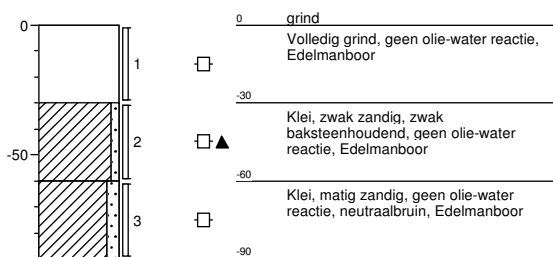 0
0 grind
Volledig grind, geen olie-water reactie,
Edelmanboor
1
-30
Klei, zwak zandig, zwak
baksteenhoudend, geen olie-water
reactie, Edelmanboor
2
-50
-60
Klei, matig zandig, geen olie-water
reactie, neutraalbruin, Edelmanboor
3
-90